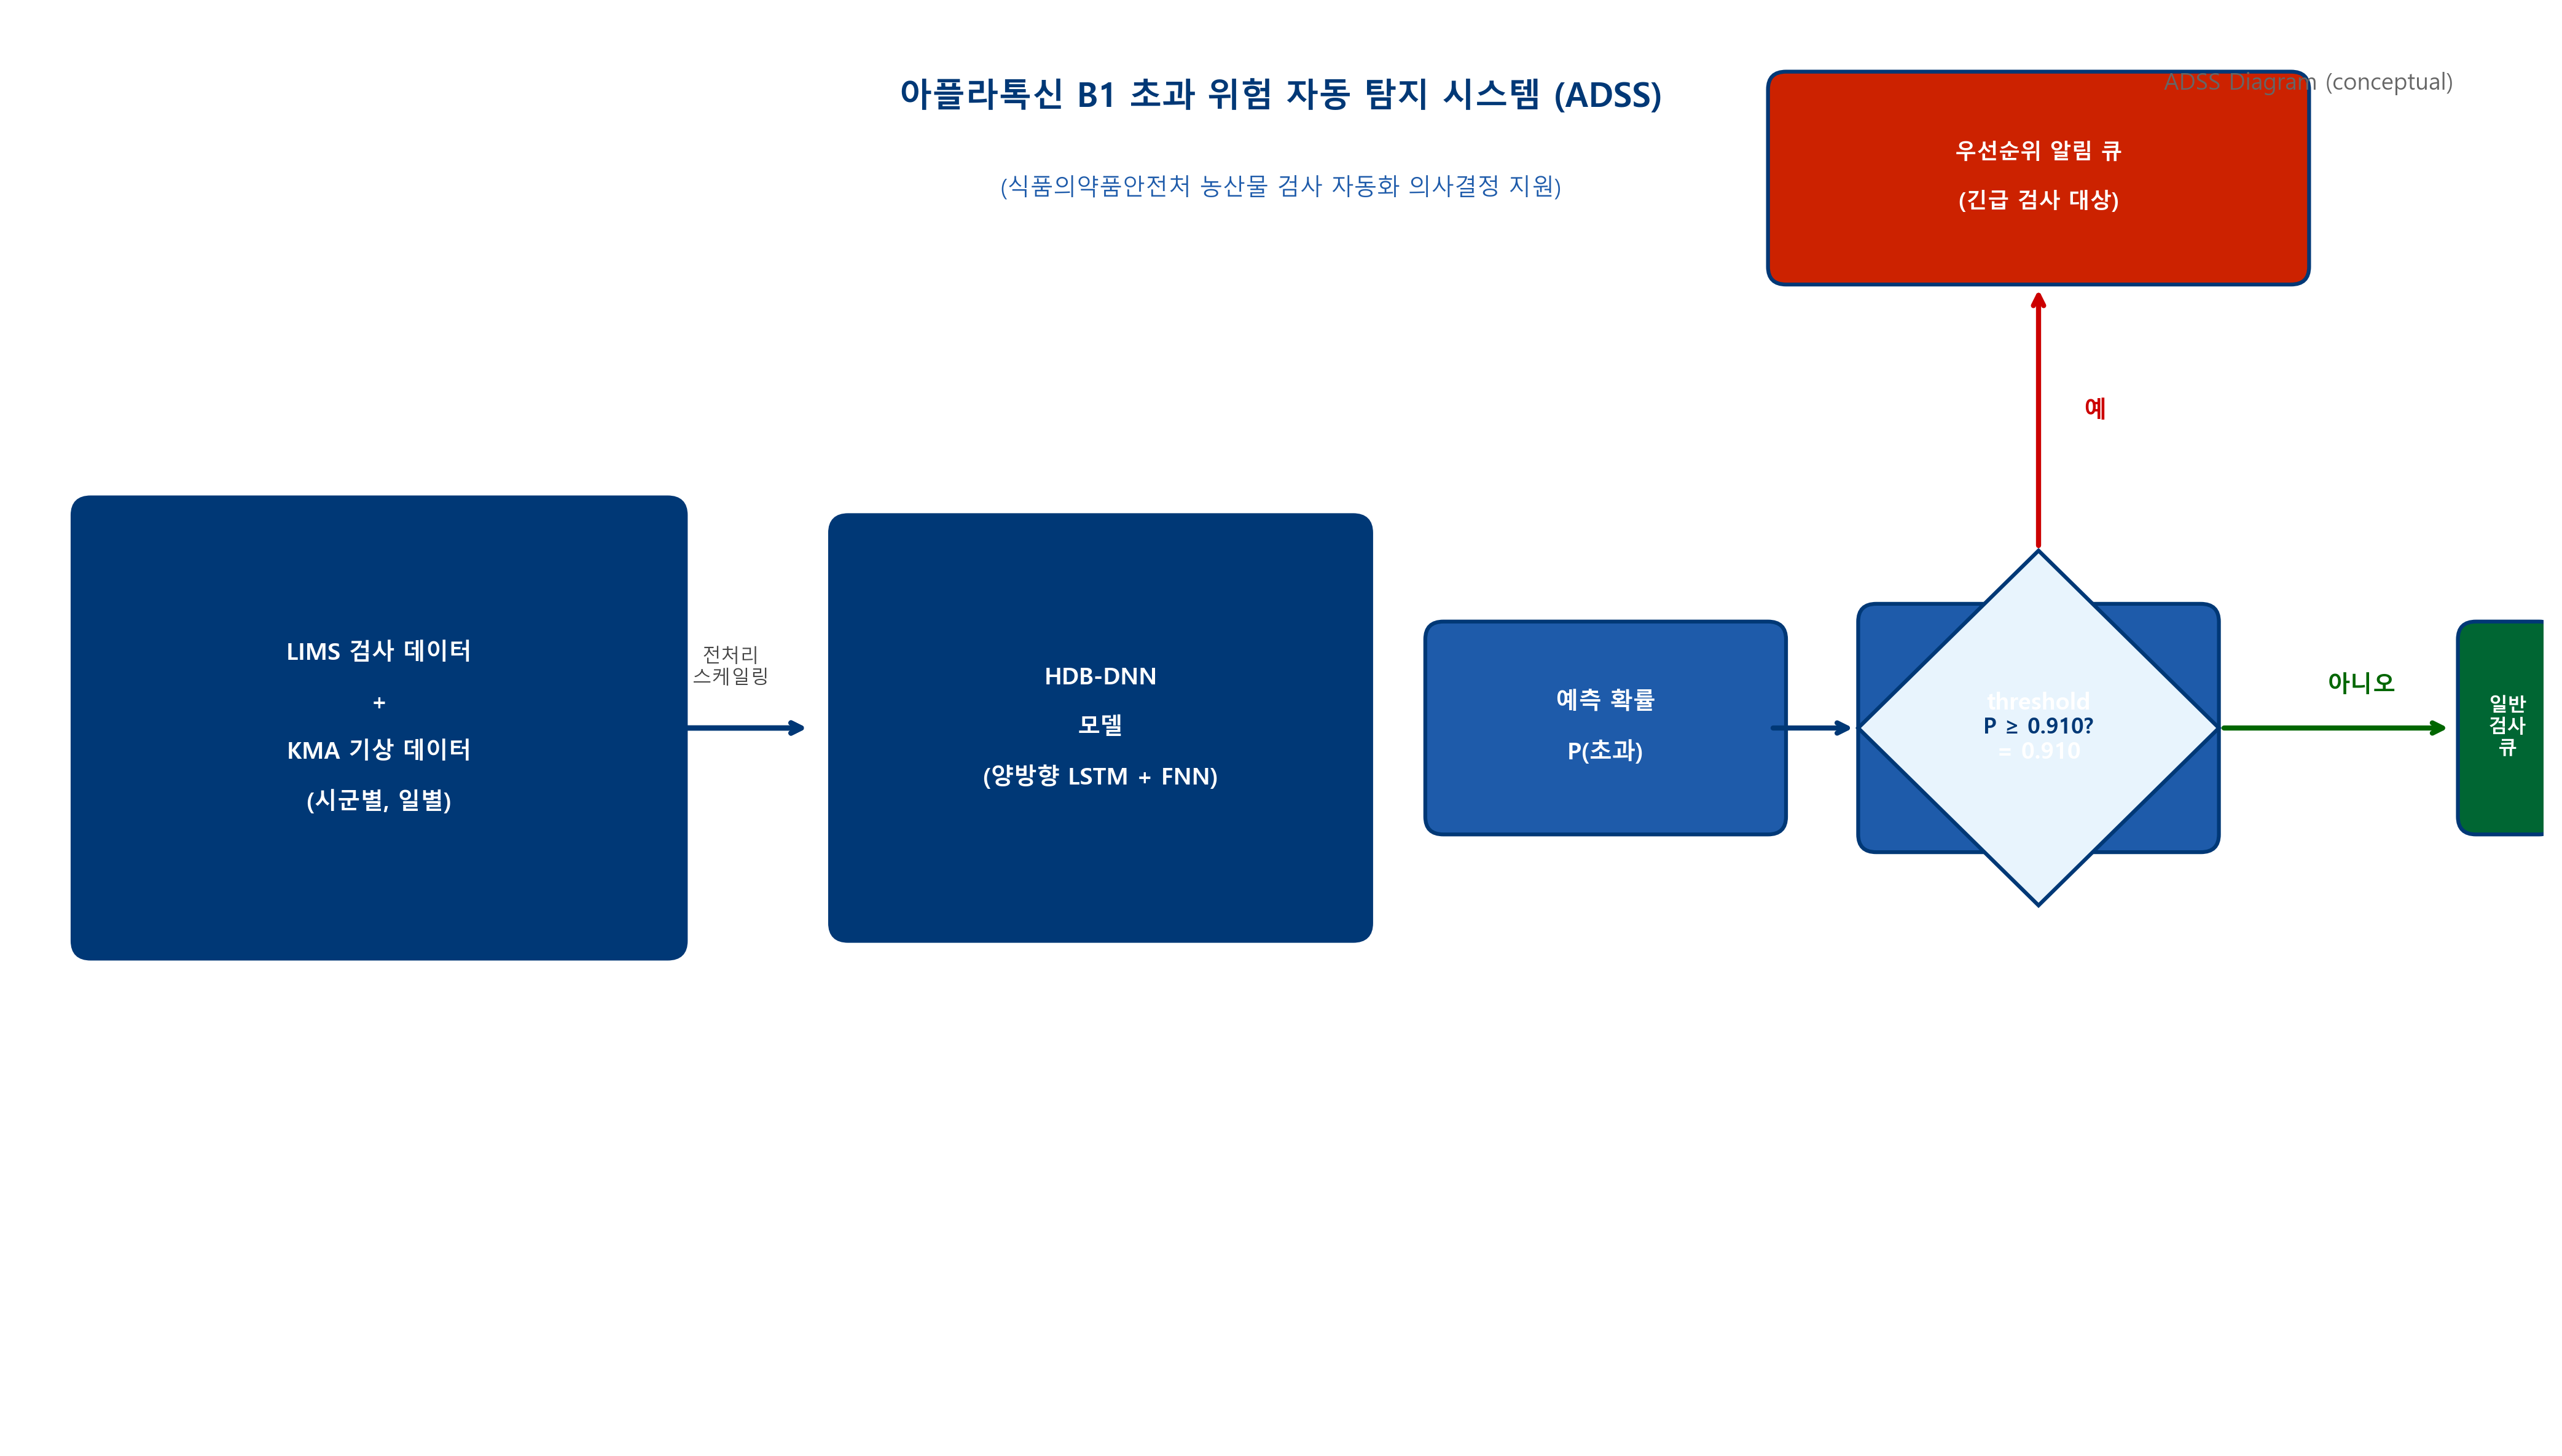 아플라톡신 B1 초과 위험 자동 탐지 시스템 (ADSS)
(식품의약품안전처 농산물 검사 자동화 의사결정 지원)
ADSS Diagram (conceptual)
우선순위 알림 큐
(긴급 검사 대상)
예
LIMS 검사 데이터
+
KMA 기상 데이터
(시군별, 일별)
전처리
스케일링
HDB-DNN
모델
(양방향 LSTM + FNN)
예측 확률
P(초과)
threshold
P ≥ 0.910?
= 0.910
아니오
일반
검사
큐